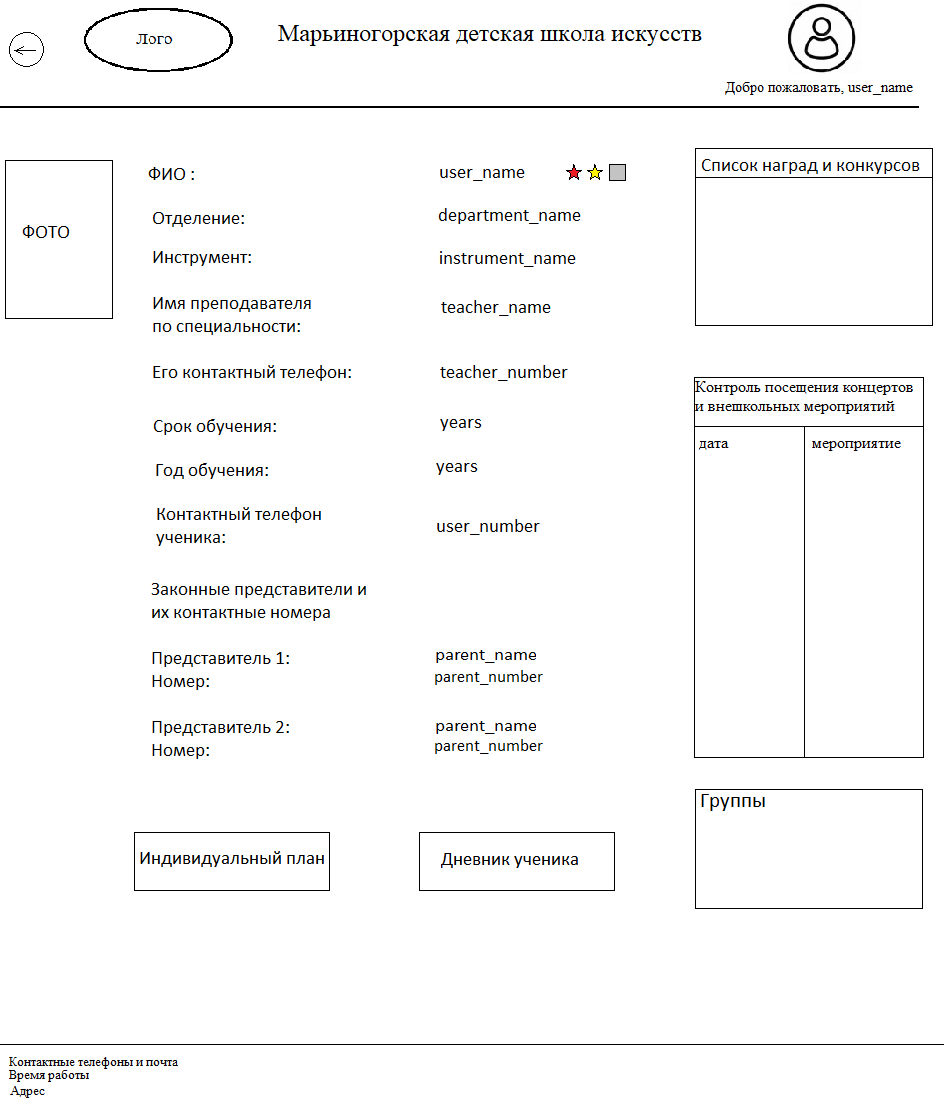 Лого
Марьиногорская детская школа искусств
Добро пожаловать, user_name
ФОТО
ФИО : user_name
Отделение: department_name
Инструмент: instrument_name
Имя преподавателя
по специальности: teacher_name
Его контактный телефон: teacher_number
Срок обучения: years
Год обучения: years
Контактный телефон
ученика: user_number
Законные представители и
их контактные номера
Представитель 1: parent_name
Номер: parent_number
Представитель 2: parent_name
Номер: parent_number
Индивидуальный план
Дневник ученика
Список наград и конкурсов
Контроль посещения концертов
и внешкольных мероприятий
дата мероприятие
Группы
Контактные телефоны и почта
Время работы
Адрес